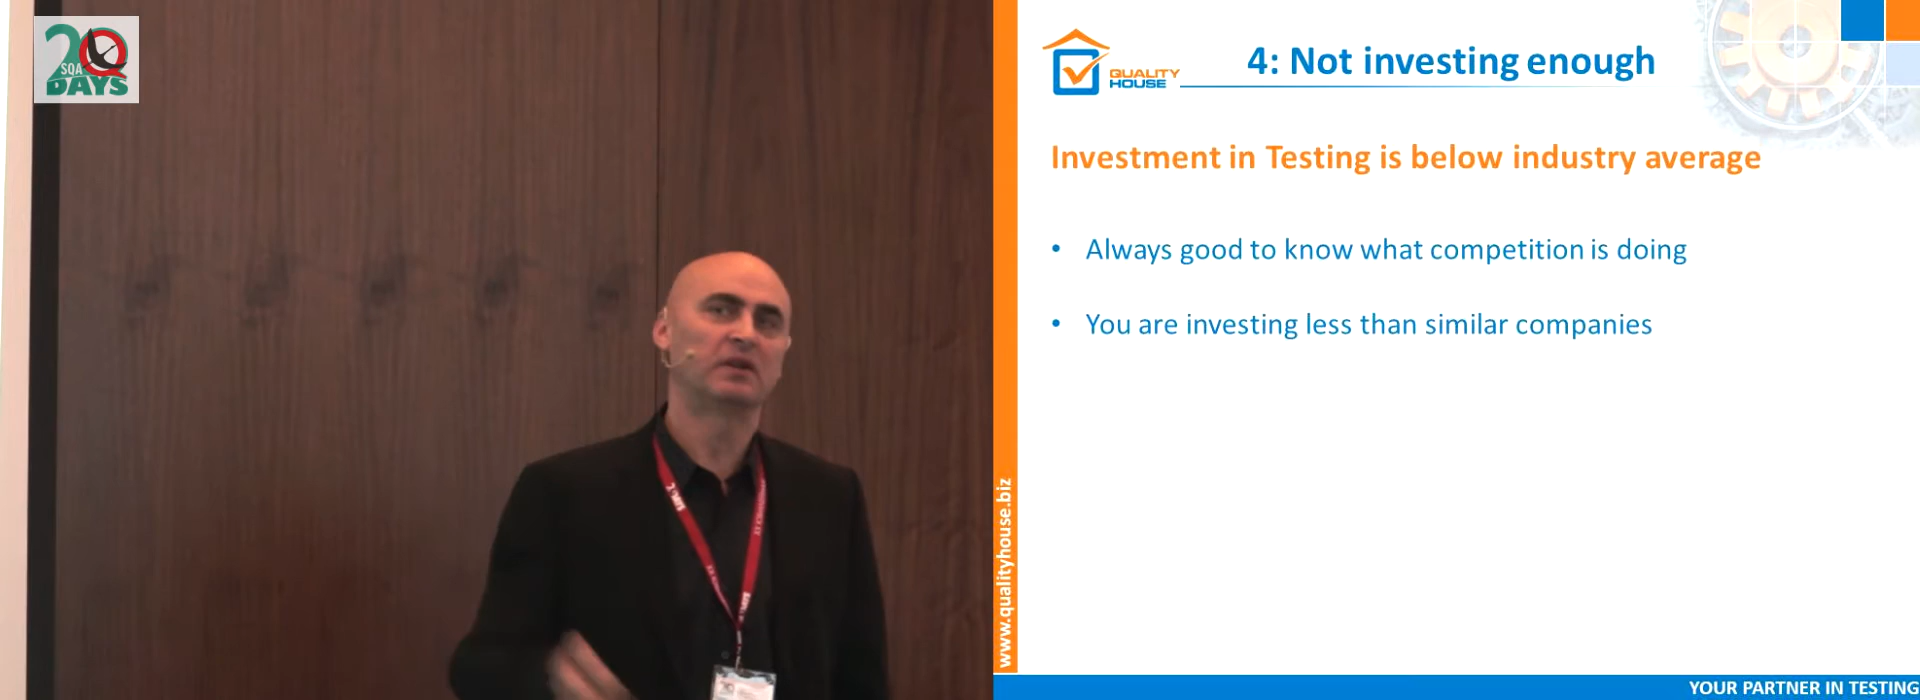 20
SQA
DAYS
QUALITY
HOUSE
4: Not investing enough
Investment in Testing is below industry average
• Always good to know what competition is doing
• You are investing less than similar companies
www.qualityhouse.biz
YOUR PARTNER IN TESTING